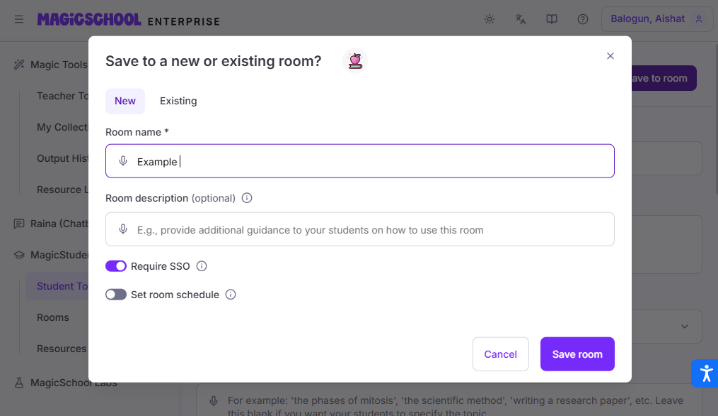 MAGICSCHOOL ENTERPRISE
Balogun, Aishat
Magic Tools
Teacher To
My Collect
Output Hist
Resource L
Raina (Chatb
MagicStuden
Student To
Rooms
Resources
MagicSchool Labs
ave to room
Save to a new or existing room?
New
Existing
Room name *
Example
Room description (optional)
E.g., provide additional guidance to your students on how to use this room
Require SSO
Set room schedule
Cancel
Save room
For example: 'the phases of mitosis', 'the scientific method', 'writing a research paper', etc. Leave
this blank if you want your students to specify the topic